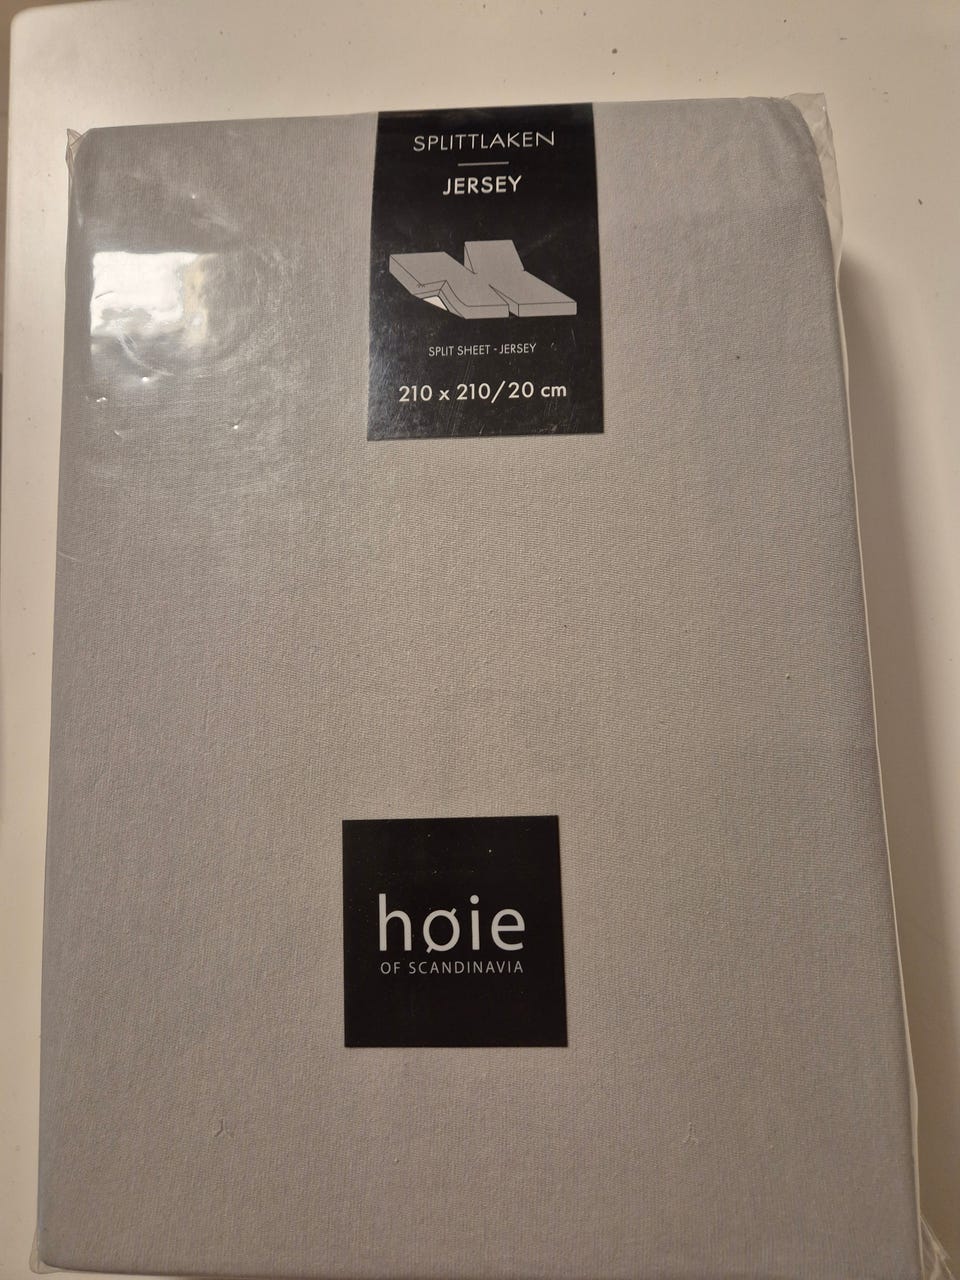 SPLITTLAKEN
JERSEY
SPLIT SHEET - JERSEY
210 x 210/20 cm
høie
OF SCANDINAVIA